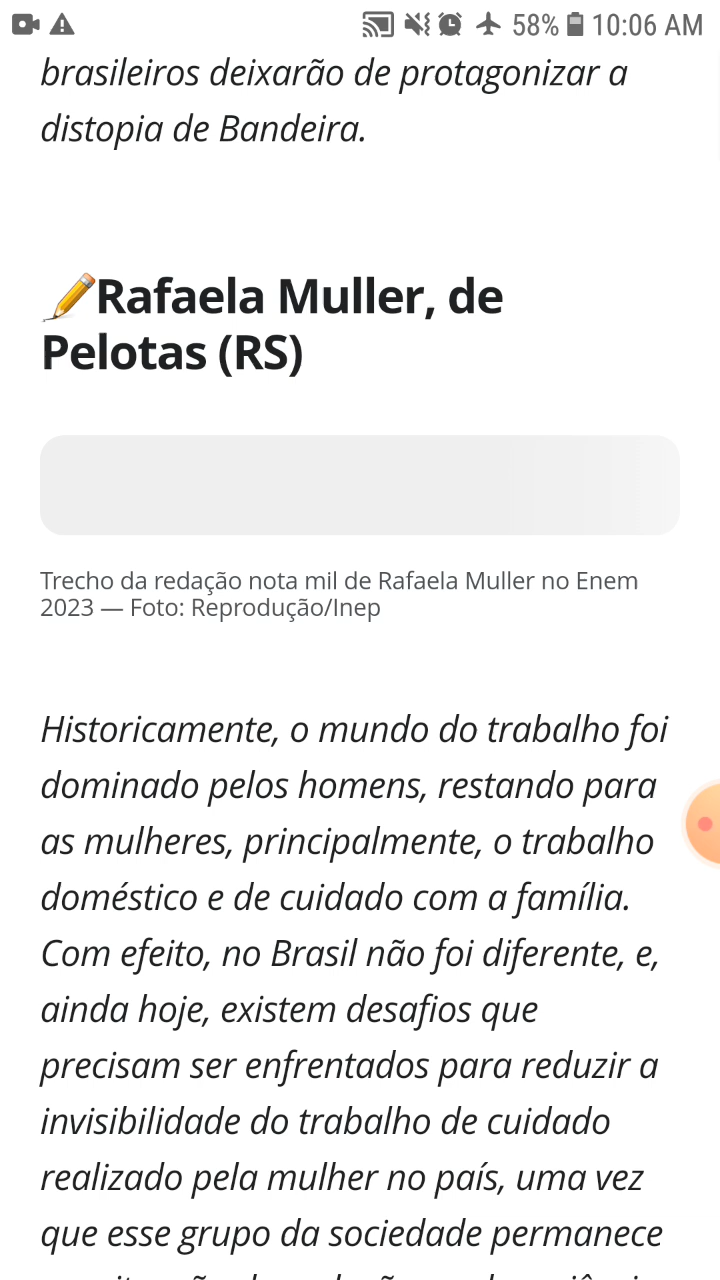 58% 10:06 AM
brasileiros deixarão de protagonizar a
distopia de Bandeira.
Rafaela Muller, de
Pelotas (RS)
Trecho da redação nota mil de Rafaela Muller no Enem
2023 — Foto: Reprodução/Inep
Historicamente, o mundo do trabalho foi
dominado pelos homens, restando para
as mulheres, principalmente, o trabalho
doméstico e de cuidado com a família.
Com efeito, no Brasil não foi diferente, e,
ainda hoje, existem desafios que
precisam ser enfrentados para reduzir a
invisibilidade do trabalho de cuidado
realizado pela mulher no país, uma vez
que esse grupo da sociedade permanece